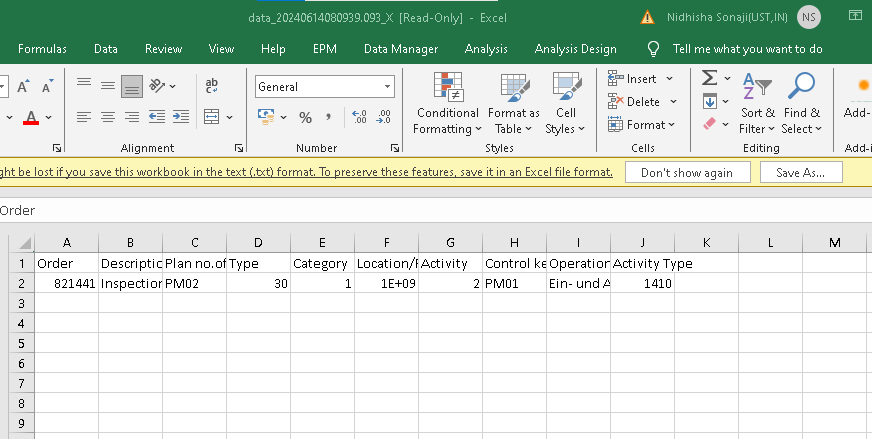 data_20240614080939.093_X [Read-Only] - Excel
Nidhisha Sonaji(UST,IN) NS
Formulas Data Review View Help EPM Data Manager Analysis Analysis Design Tell me what you want to do
A A ab c General Conditional Formatting Format as Table Cell Styles Insert Delete Format Σ A Z Sort & Filter Find & Select Add-
A % , ←.0 .00 .00 →.0
Alignment Number Styles Cells Editing Add-i
ght be lost if you save this workbook in the text (.txt) format. To preserve these features, save it in an Excel file format. Don't show again Save As...
Order
A B C D E F G H I J K L M
1 Order Descriptic Plan no.of Type Category Location/F Activity Control ke Operation Activity Type
2 821441 Inspection PM02 30 1 1E+09 2 PM01 Ein- und A 1410
3
4
5
6
7
8
9